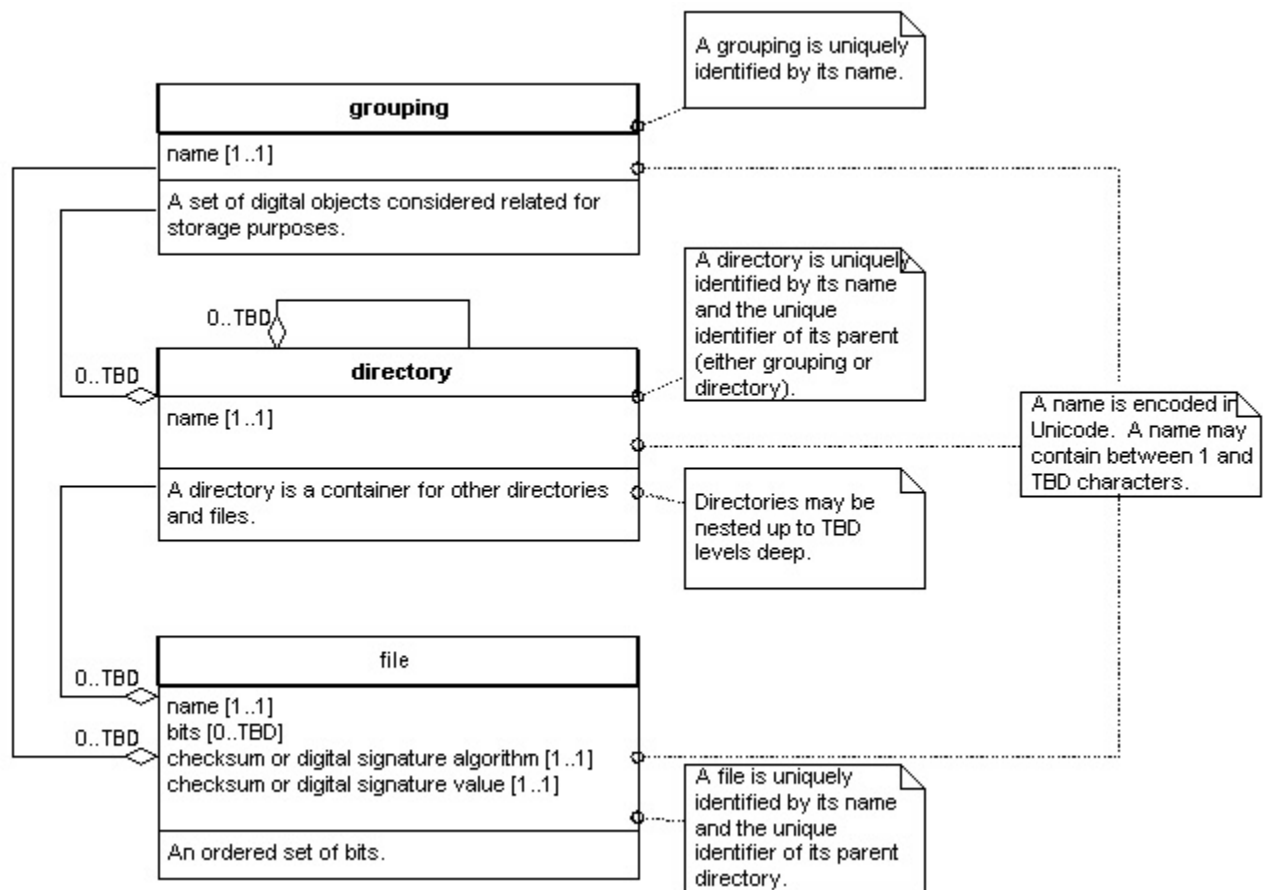 A grouping is uniquely
identified by its name.
grouping
name [1..1]
A set of digital objects considered related for
storage purposes.
A directory is uniquely
identified by its name
and the unique
identifier of its parent
(either grouping or
directory).
0..TBD
directory
0..TBD
name [1..1]
A name is encoded in
Unicode. A name may
contain between 1 and
TBD characters.
A directory is a container for other directories
and files.
Directories may be
nested up to TBD
levels deep.
file
0..TBD
name [1..1]
bits [0..TBD]
0..TBD
checksum or digital signature algorithm [1..1]
checksum or digital signature value [1..1]
A file is uniquely
identified by its name
and the unique
identifier of its parent
directory.
An ordered set of bits.